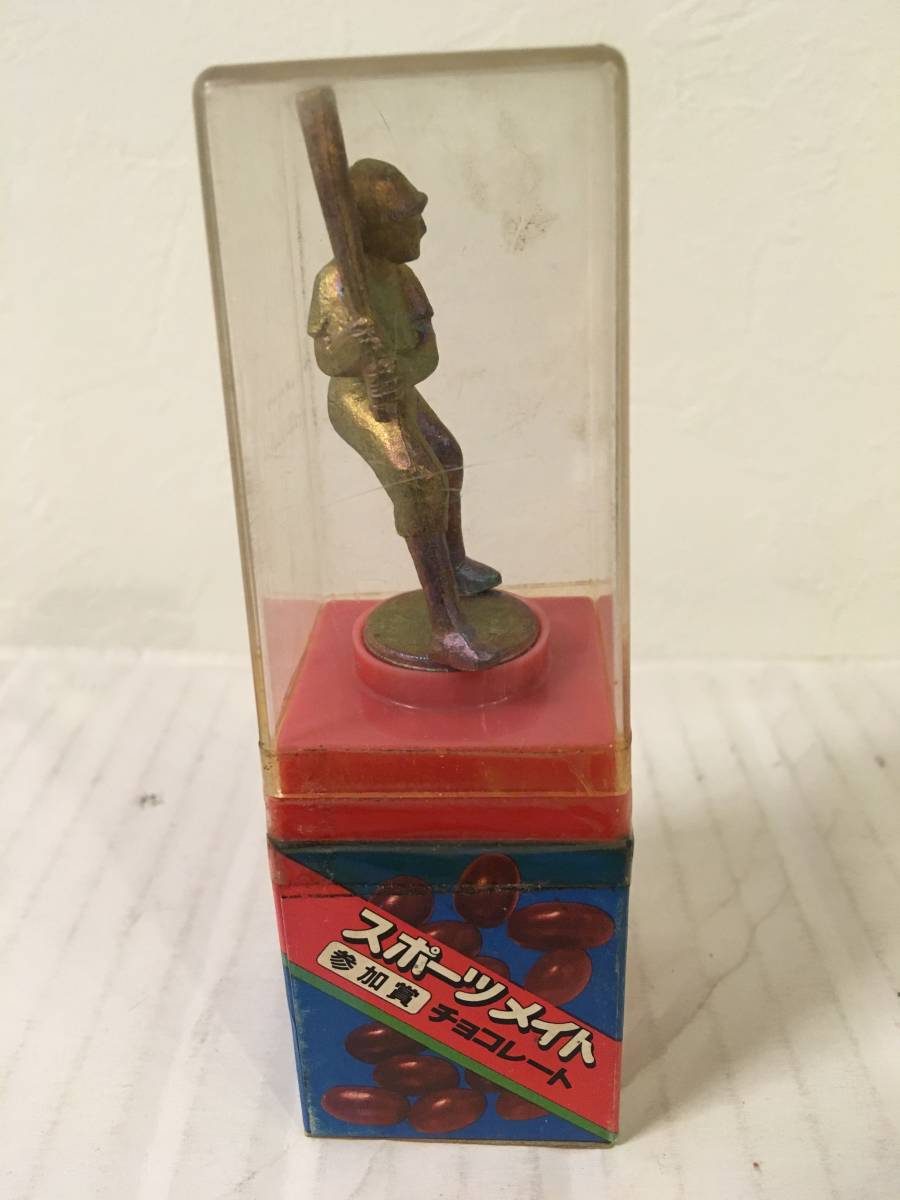 スポーツメイト
参加賞
チョコレート